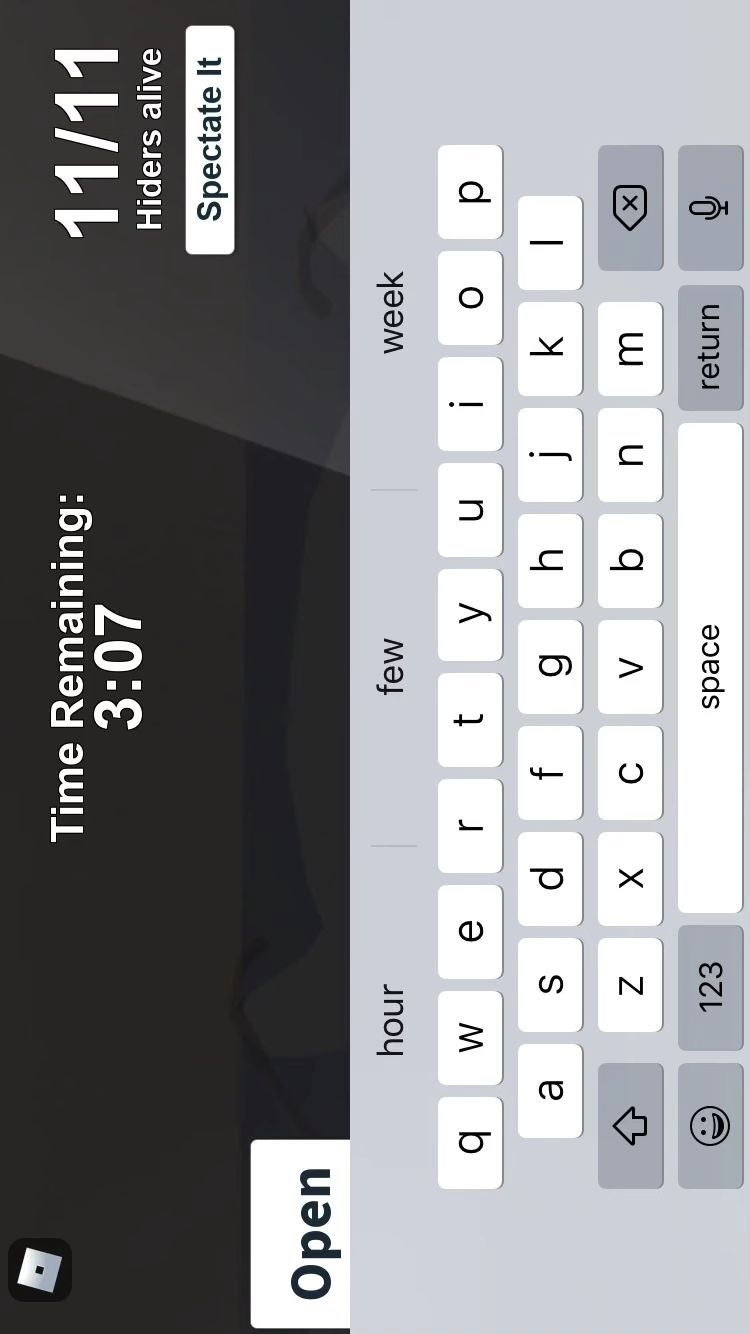 Time Remaining:
3:07
11/11
Hiders alive
Spectate It
Open
hour few week
q w e r t y u i o p
a s d f g h j k l
z x c v b n m
123 space return